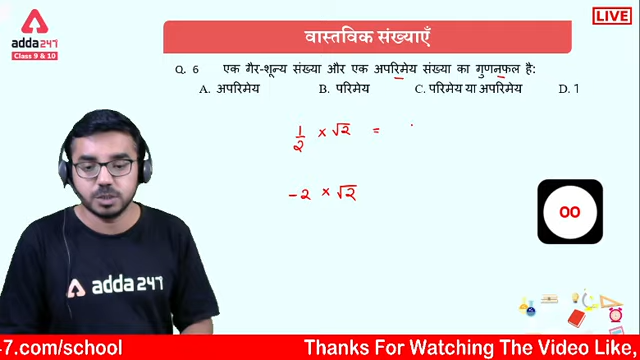 LIVE
adda247
Class 9 & 10
वास्तविक संख्याएँ
Q. 6 एक गैर-शून्य संख्या और एक अपरिमेय संख्या का गुणनफल है:
A. अपरिमेय B. परिमेय C. परिमेय या अपरिमेय D. 1
1/2 × √2 =
-2 × √2
00
adda247
47.com/school Thanks For Watching The Video Like,